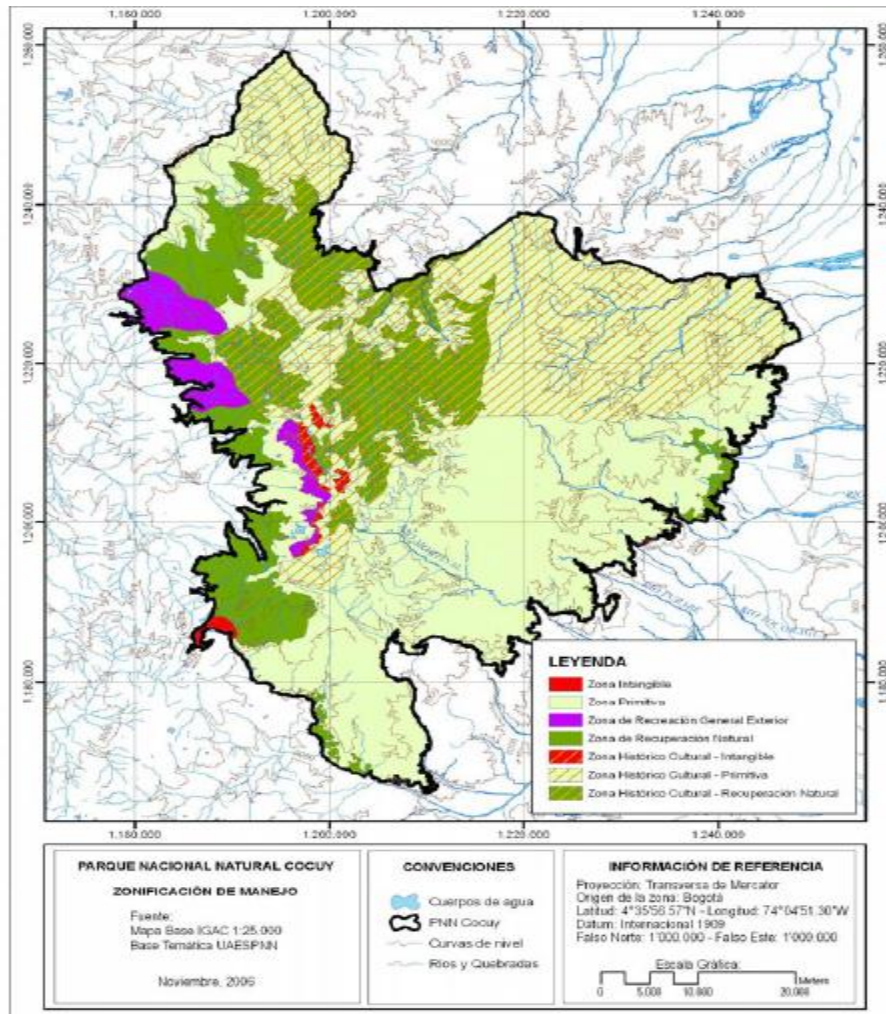 1.160.000 1.200.000 1.220.000 1.240.000
1.240.000 1.240.000
1.220.000 1.220.000
1.180.000 1.180.000
LEYENDA
Zona Intangible
Zona Primitiva
Zona de Recreación General Exterior
Zona de Recuperación Natural
Zona Histórico Cultural - Intangible
Zona Histórico Cultural - Primitiva
Zona Histórico Cultural - Recuperación Natural
1.160.000 1.200.000 1.220.000 1.240.000
PARQUE NACIONAL NATURAL COCUY
ZONIFICACIÓN DE MANEJO
Fuente:
Mapa Base IGAC 1:25.000
Base Temática UAESPNN
Noviembre, 2006
CONVENCIONES
Cuerpos de agua
PNN Cocuy
Curvas de nivel
Ríos y Quebradas
INFORMACIÓN DE REFERENCIA
Proyección: Transversa de Mercator
Origen de la zona: Bogotá
Latitud: 4°35'56.57"N - Longitud: 74°04'51.30"W
Dátum: Internacional 1909
Falso Norte: 1'000.000 - Falso Este: 1'000.000
Escala Gráfica:
Meters
0 5.000 10.000 20.000